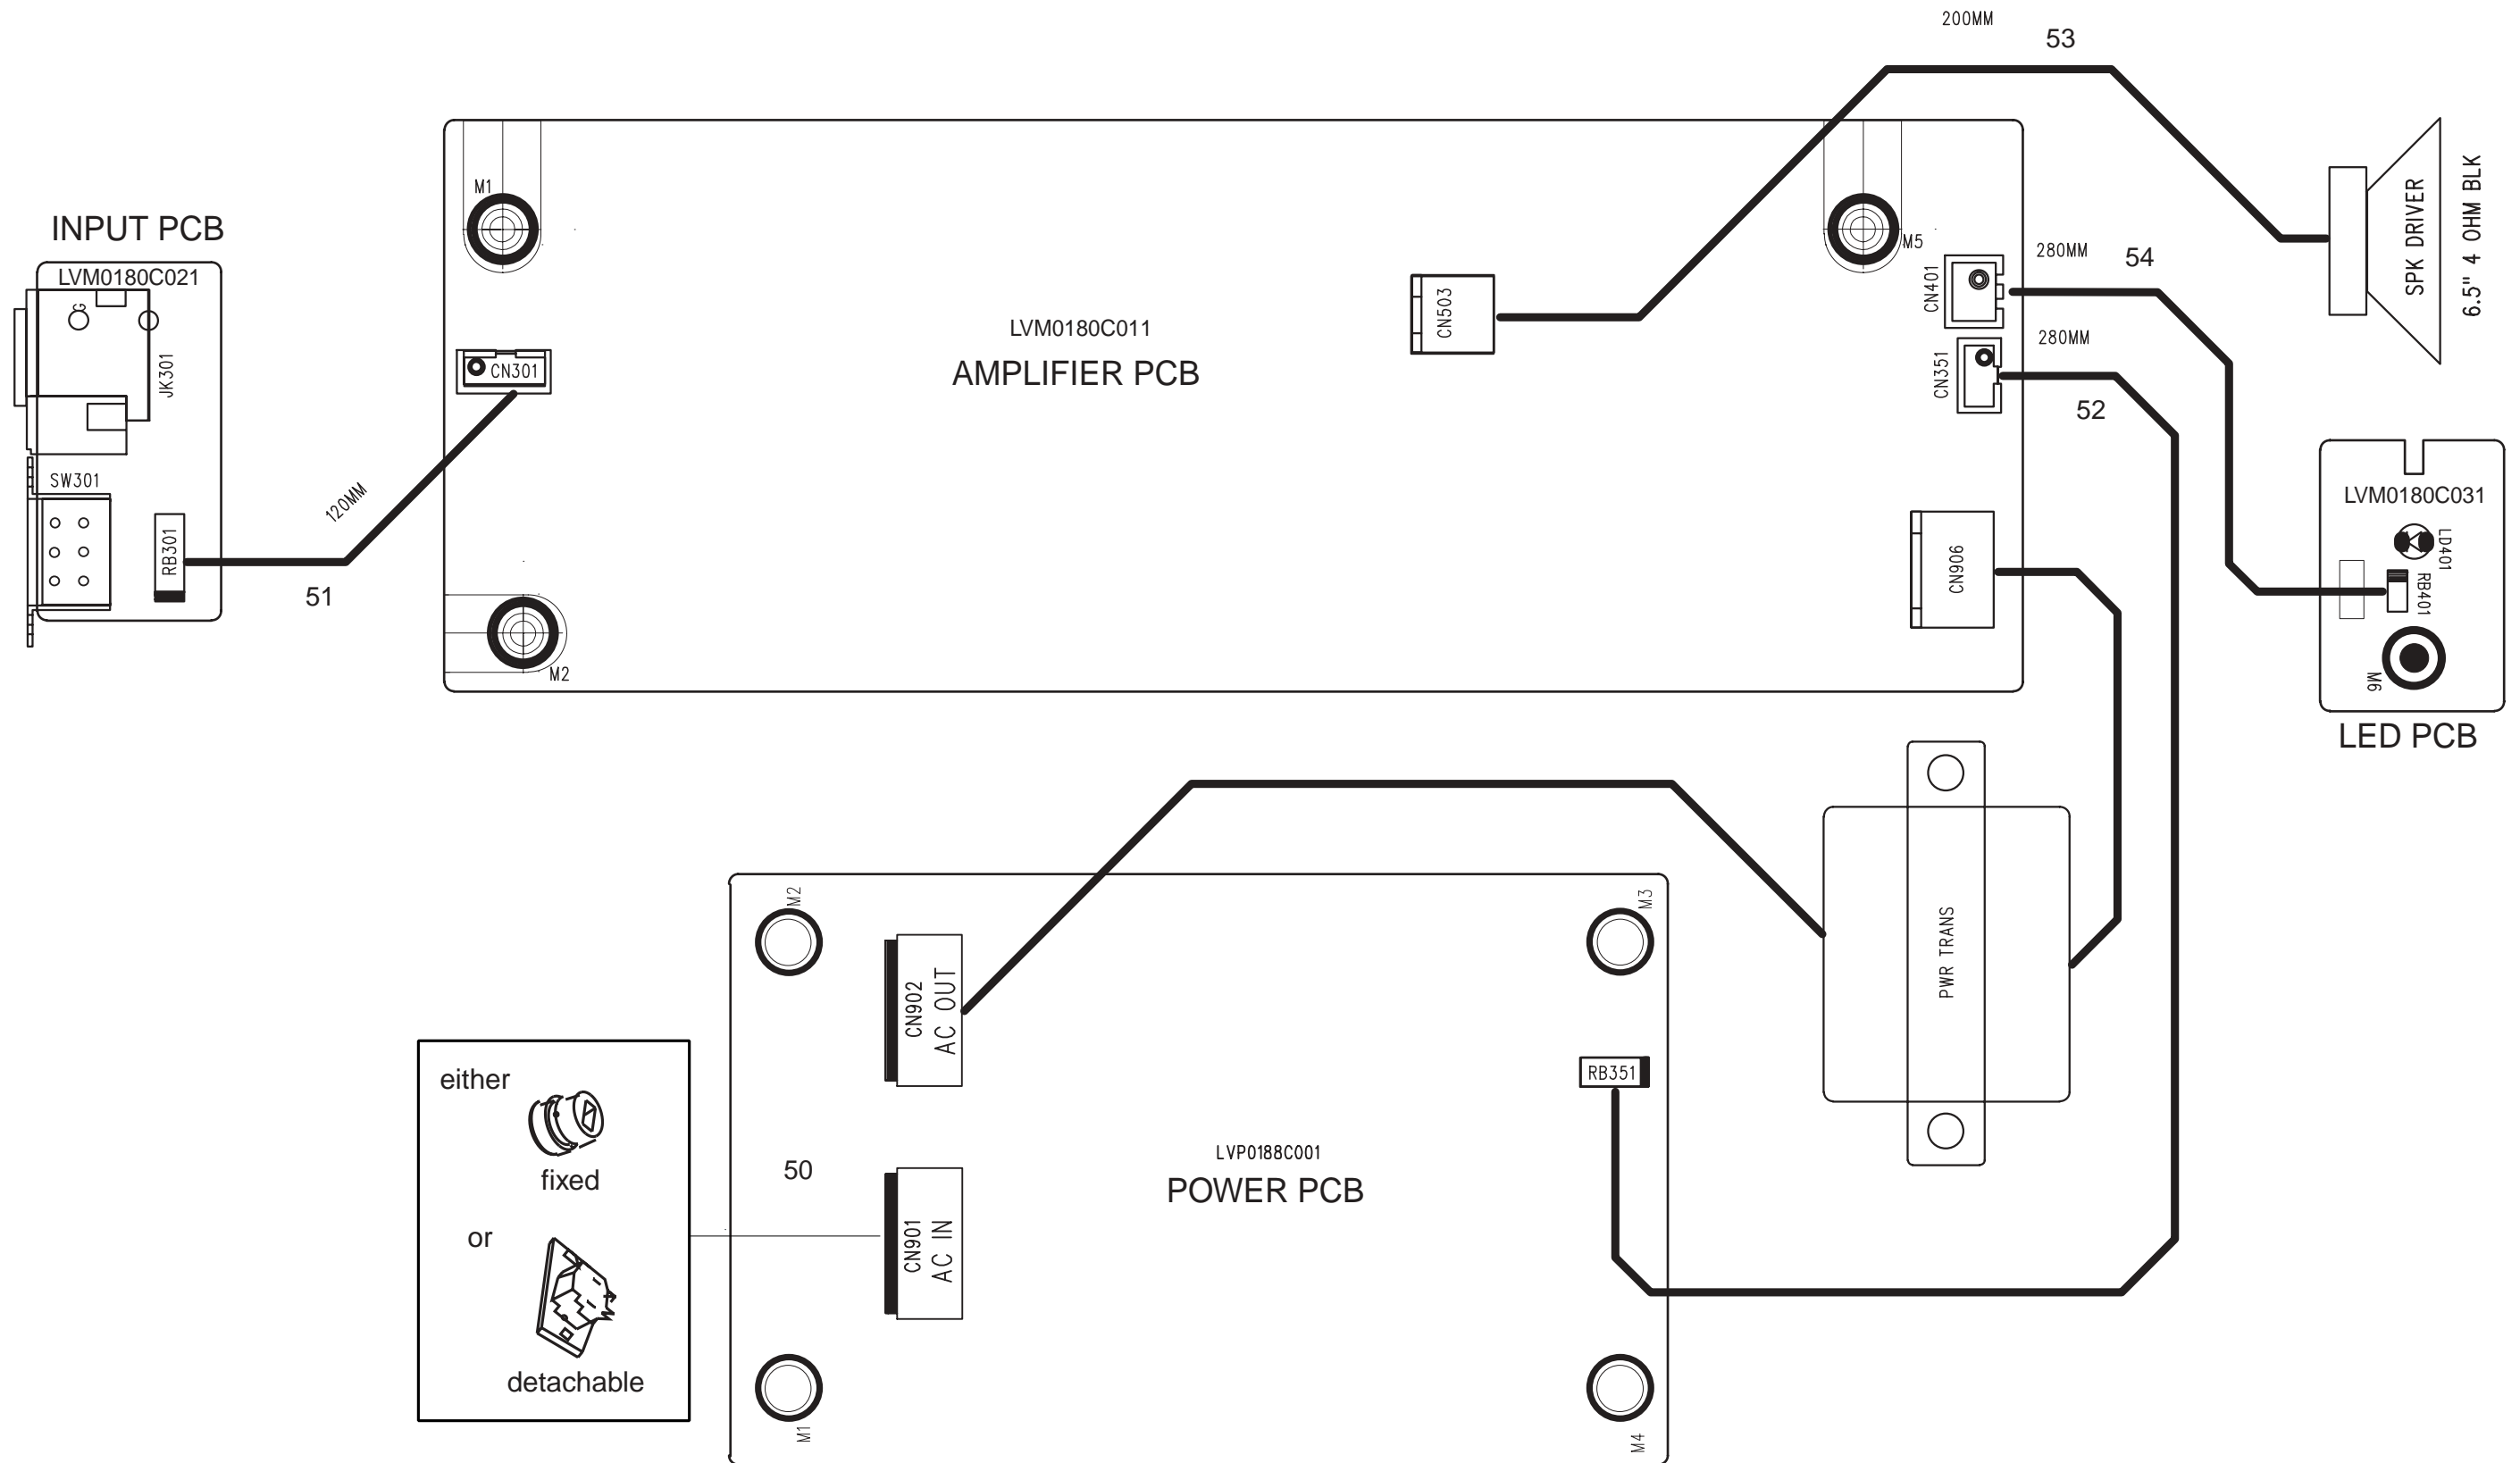 200MM
53
M1
M5
INPUT PCB
LVM0180C021
G
JK301
SW301
RB301
120MM
51
CN301
M2
LVM0180C011
AMPLIFIER PCB
CN503
CN401
280MM
54
CN351
280MM
52
CN906
SPK DRIVER
6.5" 4 OHM BLK
LVM0180C031
LD401
RB401
M6
LED PCB
PWR TRANS
M2
M3
CN902
AC OUT
RB351
either
fixed
or
detachable
50
CN901
AC IN
LVP0188C001
POWER PCB
M1
M4